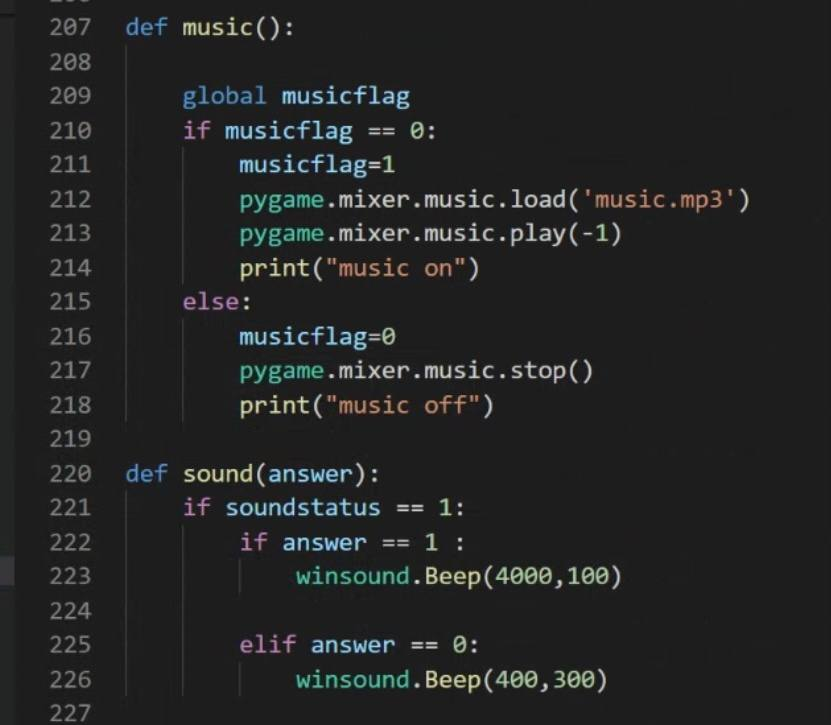 207 def music():
208
209     global musicflag
210     if musicflag == 0:
211         musicflag=1
212         pygame.mixer.music.load('music.mp3')
213         pygame.mixer.music.play(-1)
214         print("music on")
215     else:
216         musicflag=0
217         pygame.mixer.music.stop()
218         print("music off")
219
220 def sound(answer):
221     if soundstatus == 1:
222         if answer == 1 :
223             winsound.Beep(4000,100)
224
225         elif answer == 0:
226             winsound.Beep(400,300)
227